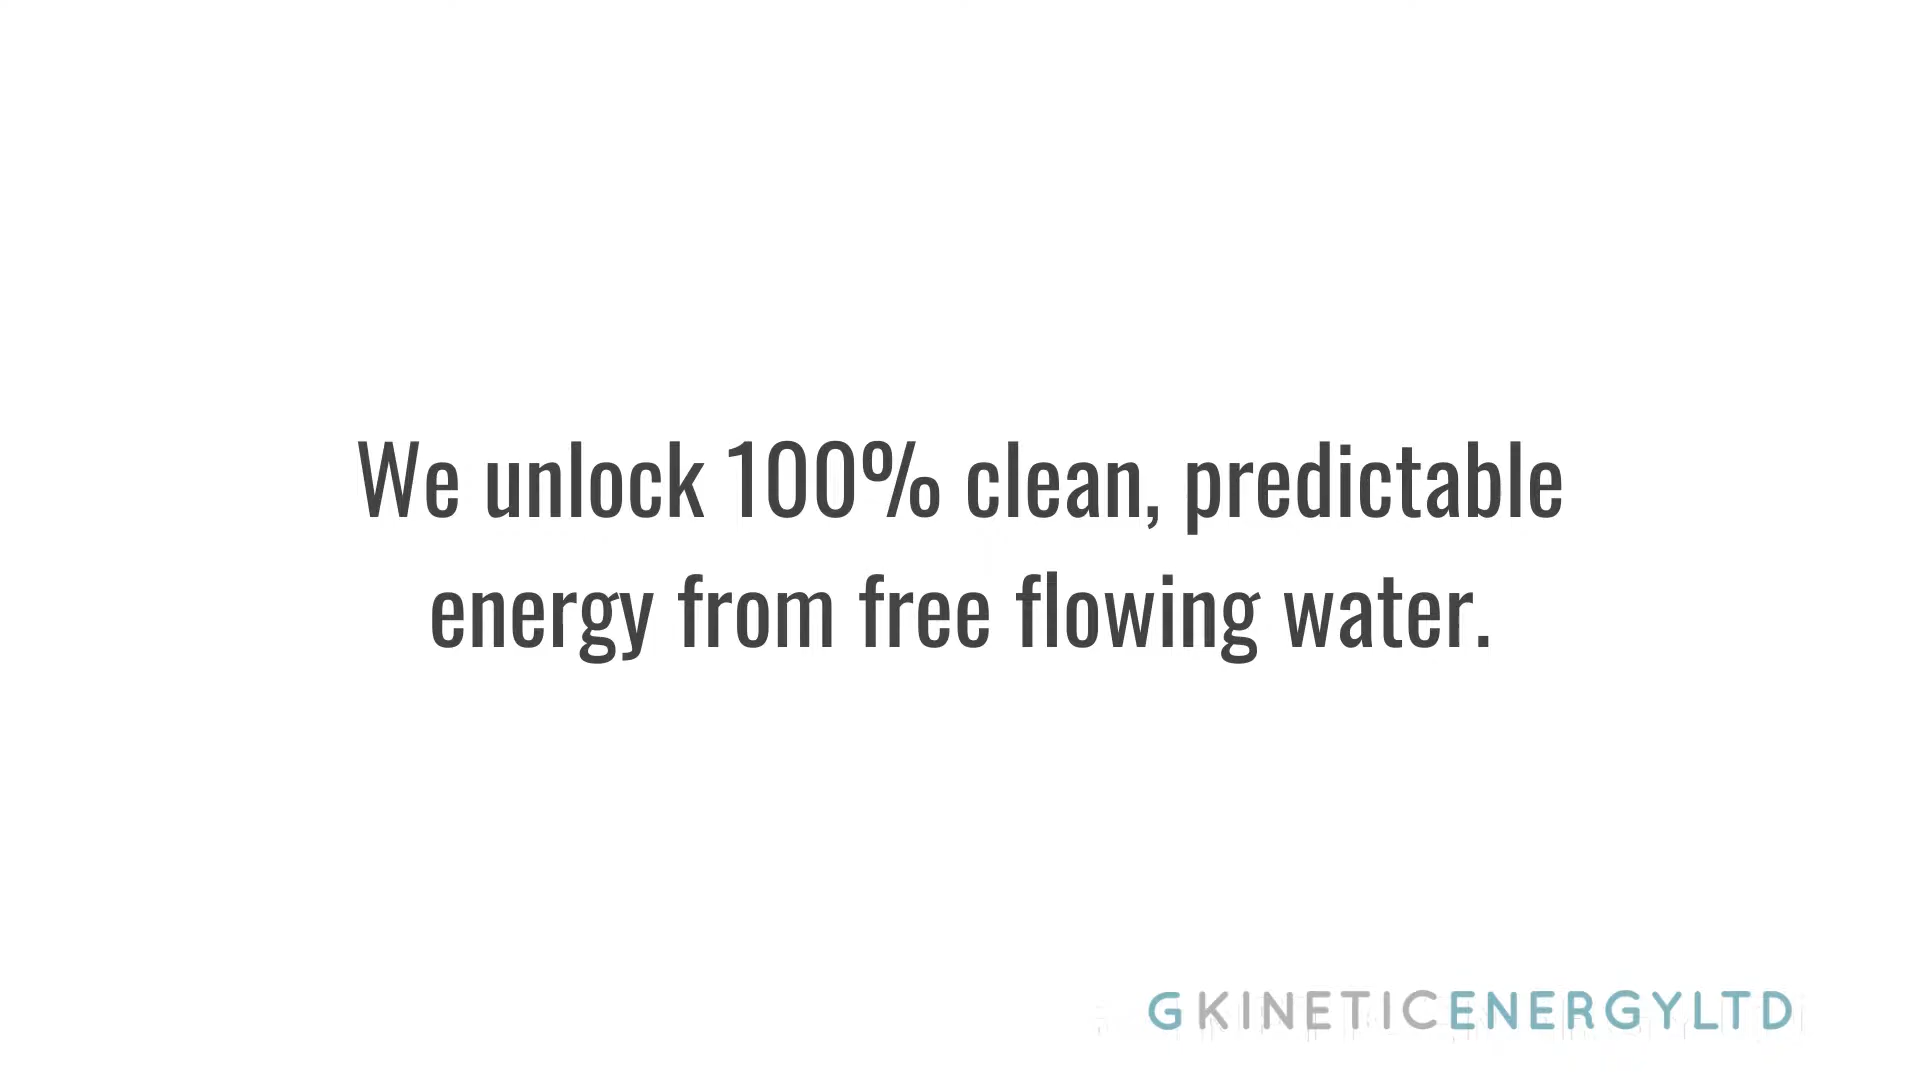 We unlock 100% clean, predictable
energy from free flowing water.
GKINETICENERGYLTD